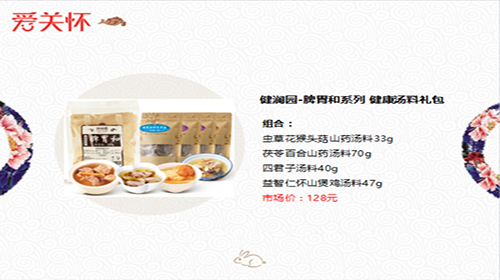 爱关怀
健润园-脾胃和系列 健康汤料礼包
组合：
虫草花猴头菇山药汤料33g
茯苓百合山药汤料70g
四君子汤料40g
益智仁怀山煲鸡汤料47g
市场价：128元